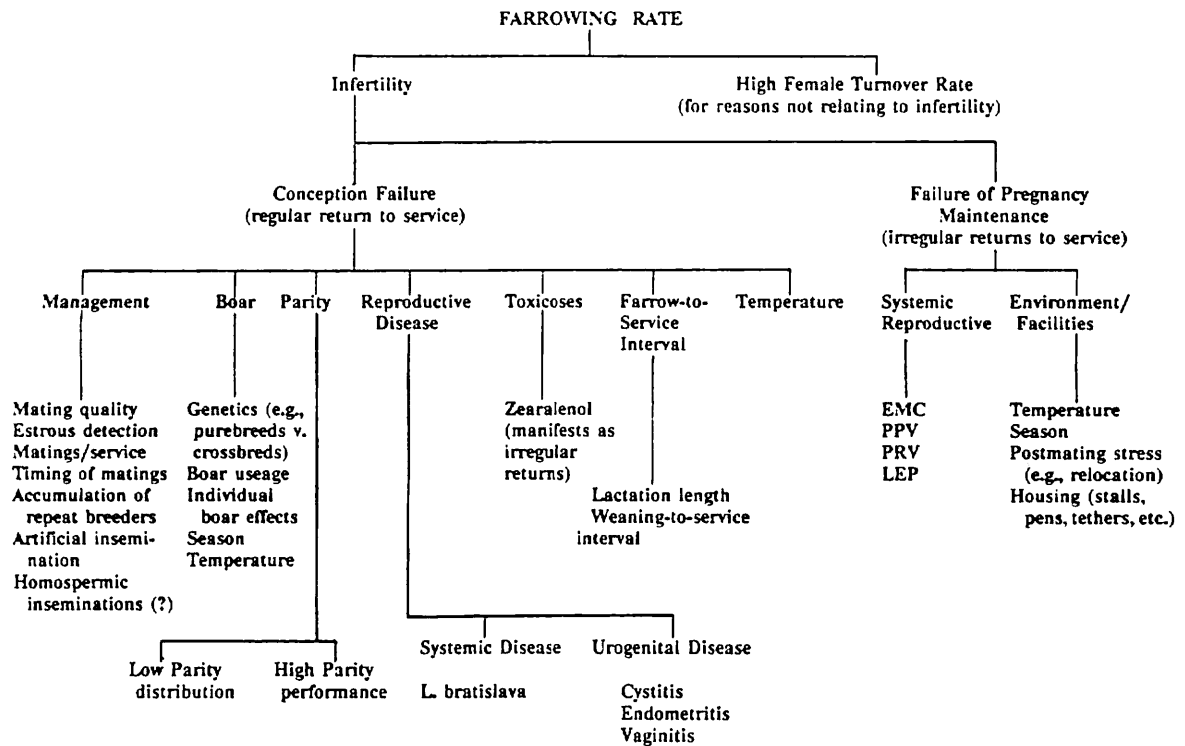 FARROWING RATE
Infertility
High Female Turnover Rate
(for reasons not relating to infertility)
Conception Failure
(regular return to service)
Failure of Pregnancy
Maintenance
(irregular returns to service)
Management
Boar
Parity
Reproductive
Disease
Toxicoses
Farrow-to-
Service
Interval
Temperature
Systemic
Reproductive
Environment/
Facilities
Mating quality
Estrous detection
Matings/service
Timing of matings
Accumulation of
repeat breeders
Artificial insemi-
nation
Homospermic
inseminations (?)
Genetics (e.g.,
purebreeds v.
crossbreds)
Boar useage
Individual
boar effects
Season
Temperature
Zearalenol
(manifests as
irregular
returns)
Lactation length
Weaning-to-service
interval
EMC
PPV
PRV
LEP
Temperature
Season
Postmating stress
(e.g., relocation)
Housing (stalls,
pens, tethers, etc.)
Low Parity
distribution
High Parity
performance
Systemic Disease
L. bratislava
Urogenital Disease
Cystitis
Endometritis
Vaginitis